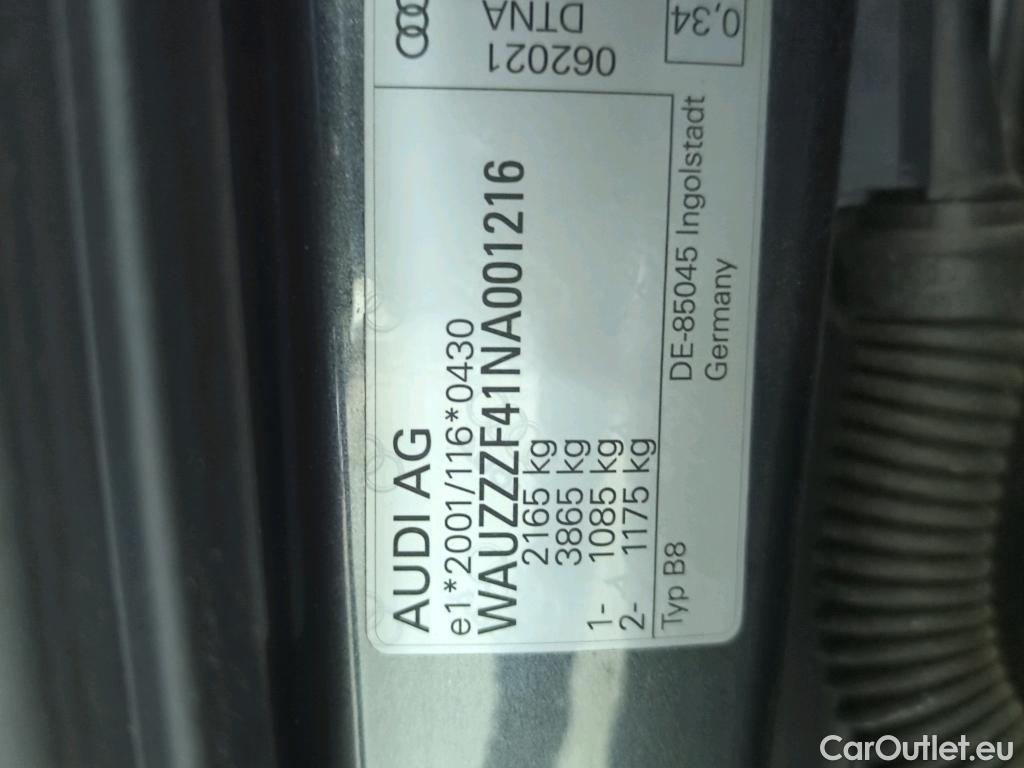 AUDI AG
e1*2001/116*0430
WAUZZZF41NA001216
2165 kg
3865 kg
1- 1085 kg
2- 1175 kg
Typ B8
DE-85045 Ingolstadt
Germany
062021
DTNA
0,34
CarOutlet.eu